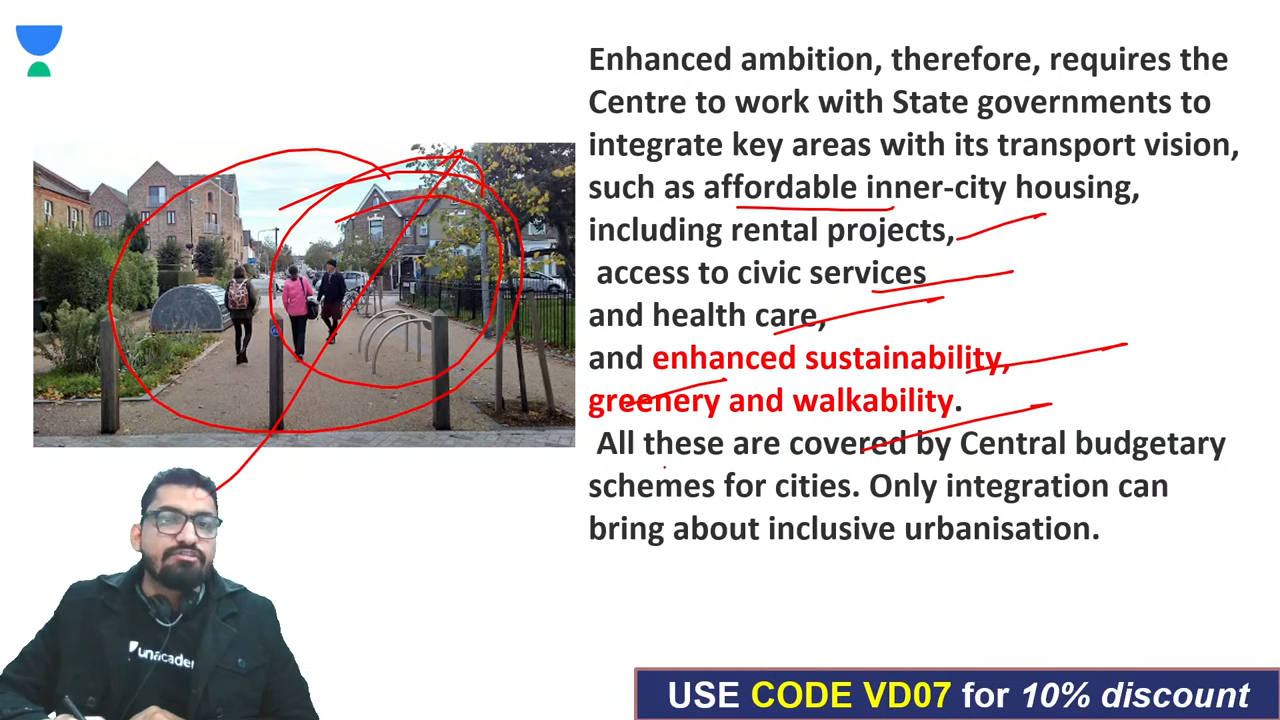 Enhanced ambition, therefore, requires the
Centre to work with State governments to
integrate key areas with its transport vision,
such as affordable inner-city housing,
including rental projects,
access to civic services
and health care,
and enhanced sustainability,
greenery and walkability.
All these are covered by Central budgetary
schemes for cities. Only integration can
bring about inclusive urbanisation.
unacadem
USE CODE VD07 for 10% discount